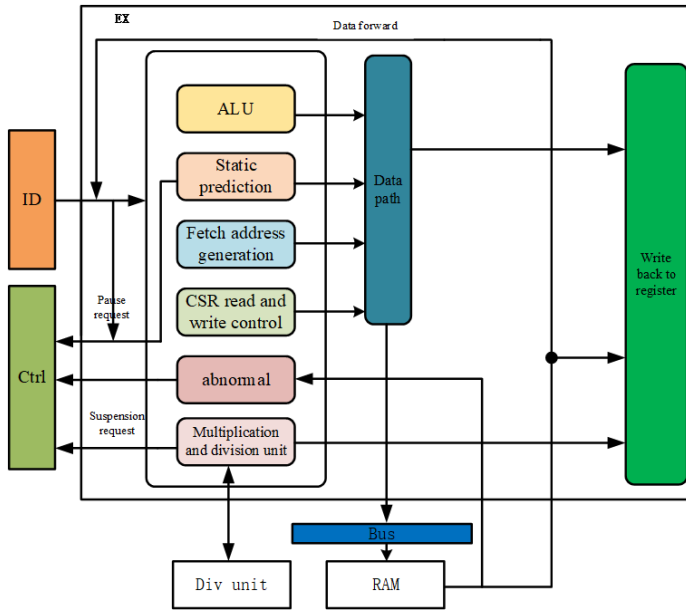 EX
Data forward
ALU
Static
prediction
Fetch address
generation
CSR read and
write control
abnormal
Multiplication
and division unit
Data
path
ID
Pause
request
Ctrl
Suspension
request
Write
back to
register
Bus
Div unit
RAM